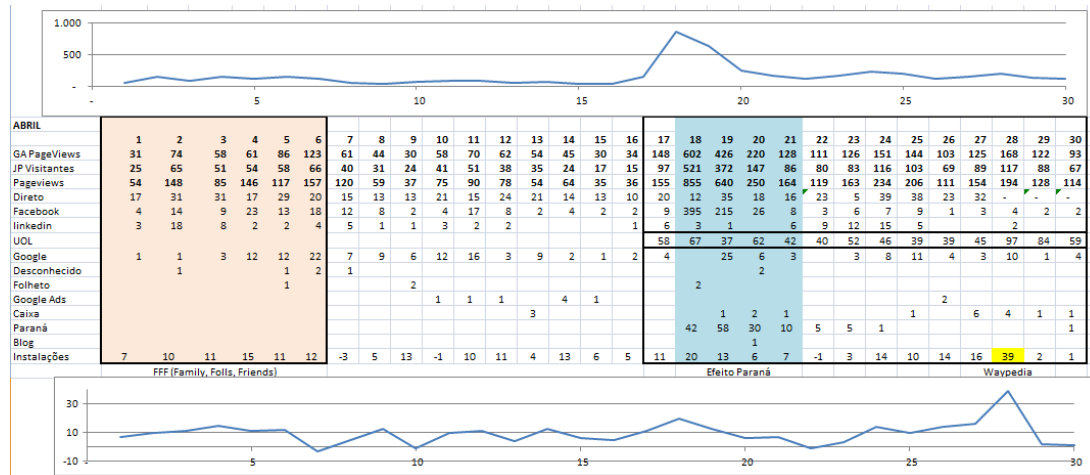 1.000
500
-
- 5 10 15 20 25 30
ABRIL
1 2 3 4 5 6 7 8 9 10 11 12 13 14 15 16 17 18 19 20 21 22 23 24 25 26 27 28 29 30
GA PageViews 31 74 58 61 86 123 61 44 30 58 70 62 54 45 30 34 148 602 426 220 128 111 126 151 144 103 125 168 122 93
JP Visitantes 25 65 51 54 58 66 40 31 24 41 51 38 35 24 17 15 97 521 372 147 86 80 83 116 103 69 89 117 88 67
Pageviews 54 148 85 146 117 157 120 59 37 75 90 78 54 64 35 36 155 855 640 250 164 119 163 234 206 111 154 194 128 114
Direto 17 31 31 17 29 20 15 13 13 21 15 24 21 14 13 10 20 12 35 18 16 23 5 39 38 23 32 - - -
Facebook 4 14 9 23 13 18 12 8 2 4 17 8 2 4 2 2 9 395 215 26 8 3 6 7 9 1 3 4 2 2
linkedin 3 18 8 2 2 4 5 1 1 3 2 2 1 6 3 1 6 9 12 15 5 2
UOL 58 67 37 62 42 40 52 46 39 39 45 97 84 59
Google 1 1 3 12 12 22 7 9 6 12 16 3 9 2 1 2 4 25 6 3 3 8 11 4 3 10 1 4
Desconhecido 1 1 2 1 2
Folheto 1 2 2
Google Ads 1 1 1 4 1 2
Caixa 3 1 2 1 1 6 4 1 1
Paraná 42 58 30 10 5 5 1 1
Blog 1
Instalações 7 10 11 15 11 12 -3 5 13 -1 10 11 4 13 6 5 11 20 13 6 7 -1 3 14 10 14 16 39 2 1
FFF (Family, Folls, Friends) Efeito Paraná Waypedia
30
10
-10
- 5 10 15 20 25 30